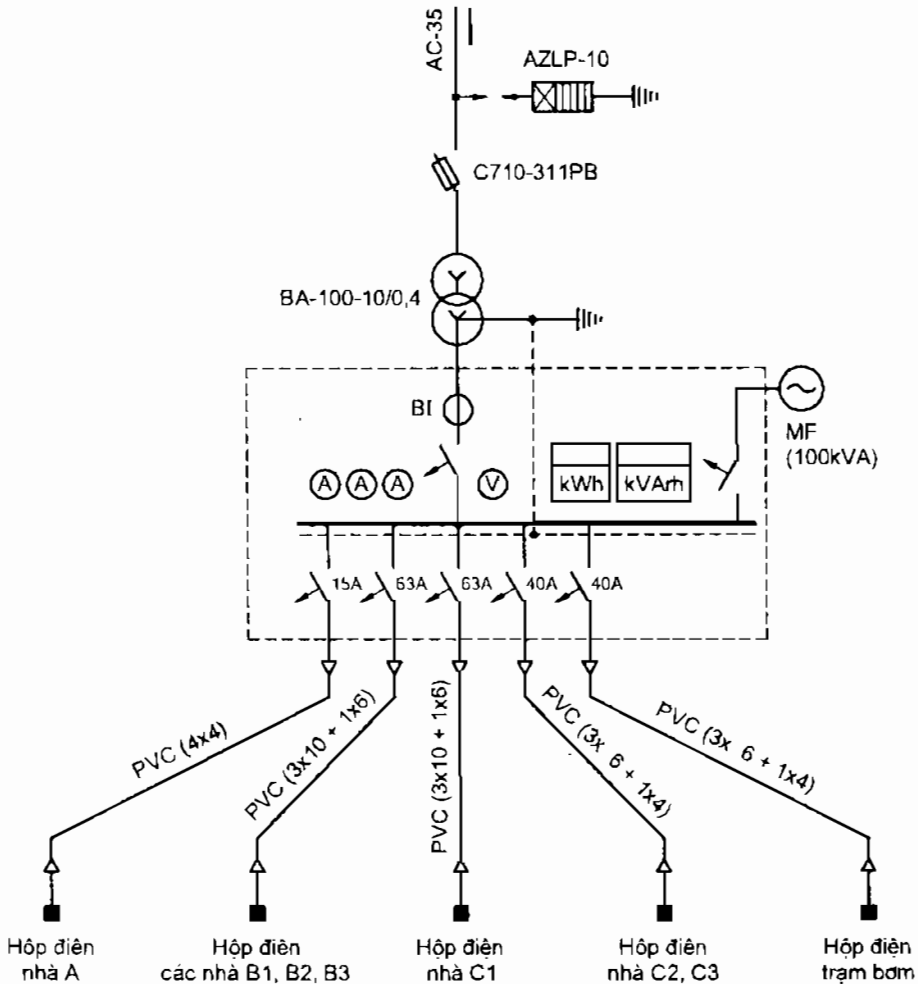 AC-35
AZLP-10
C710-311PB
BA-100-10/0,4
BI
MF
(100kVA)
A
A
A
V
kWh
kVArh
15A
63A
63A
40A
40A
PVC (4x4)
PVC (3x10 + 1x6)
PVC (3x10 + 1x6)
PVC (3x 6 + 1x4)
PVC (3x 6 + 1x4)
Hộp điện
nhà A
Hộp điện
các nhà B1, B2, B3
Hộp điện
nhà C1
Hộp điện
nhà C2, C3
Hộp điện
trạm bơm